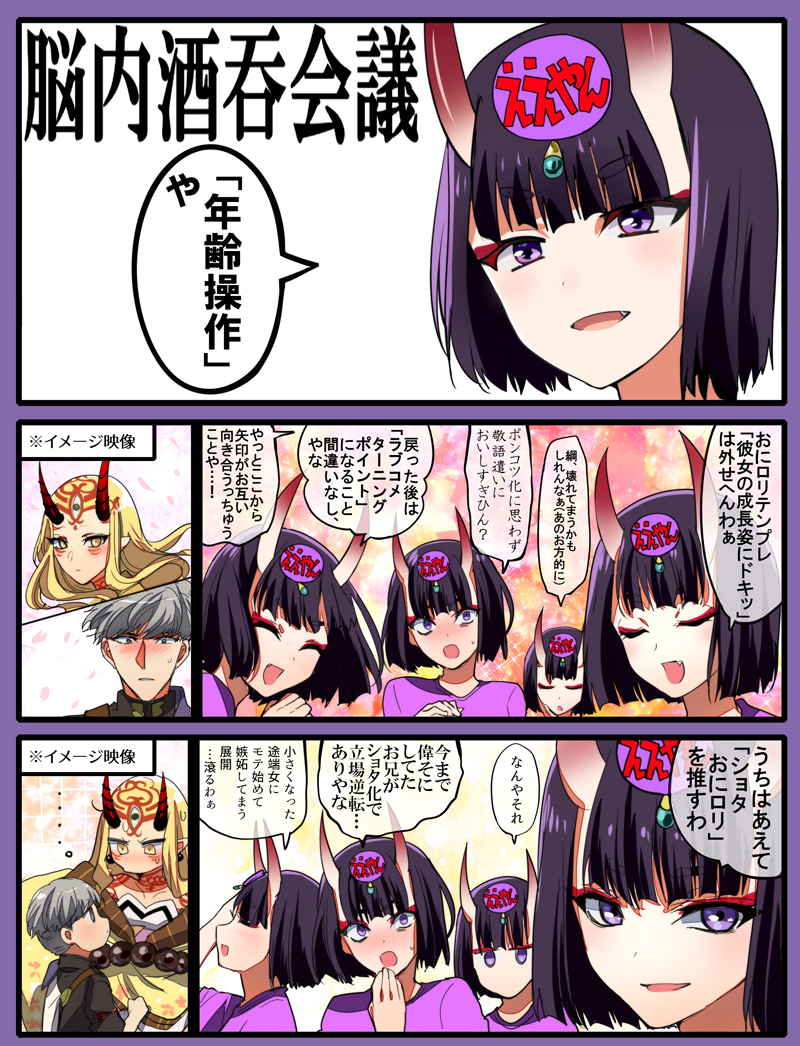 脳内酒呑会議
ええやん
「年齢操作」
や
おにロリテンプレ
「彼女の成長姿にドキッ」
は外せへんわぁ
ええやん
綱、壊れてまうかも
しれんなぁ(あのお方的に)
ええやん
ポンコツ化に思わず
敬語遣いに
おいしすぎひん?
ええやん
戻った後は
「ラブコメ
ターニング
ポイント」
になること
間違いなし、
やな
やっとここから
矢印がお互い
向き合うっちゅう
ことや…!
ええやん
※イメージ映像
うちはあえて
「ショタ
おにロリ」
を推すわ
ええやん
なんやそれ
ええやん
今まで
偉そに
してた
お兄が
ショタ化で
立場逆転…
ありやな
ええやん
小さくなった
途端女に
モテ始めて
嫉妬してまう
展開
…滾るわぁ
※イメージ映像
……。